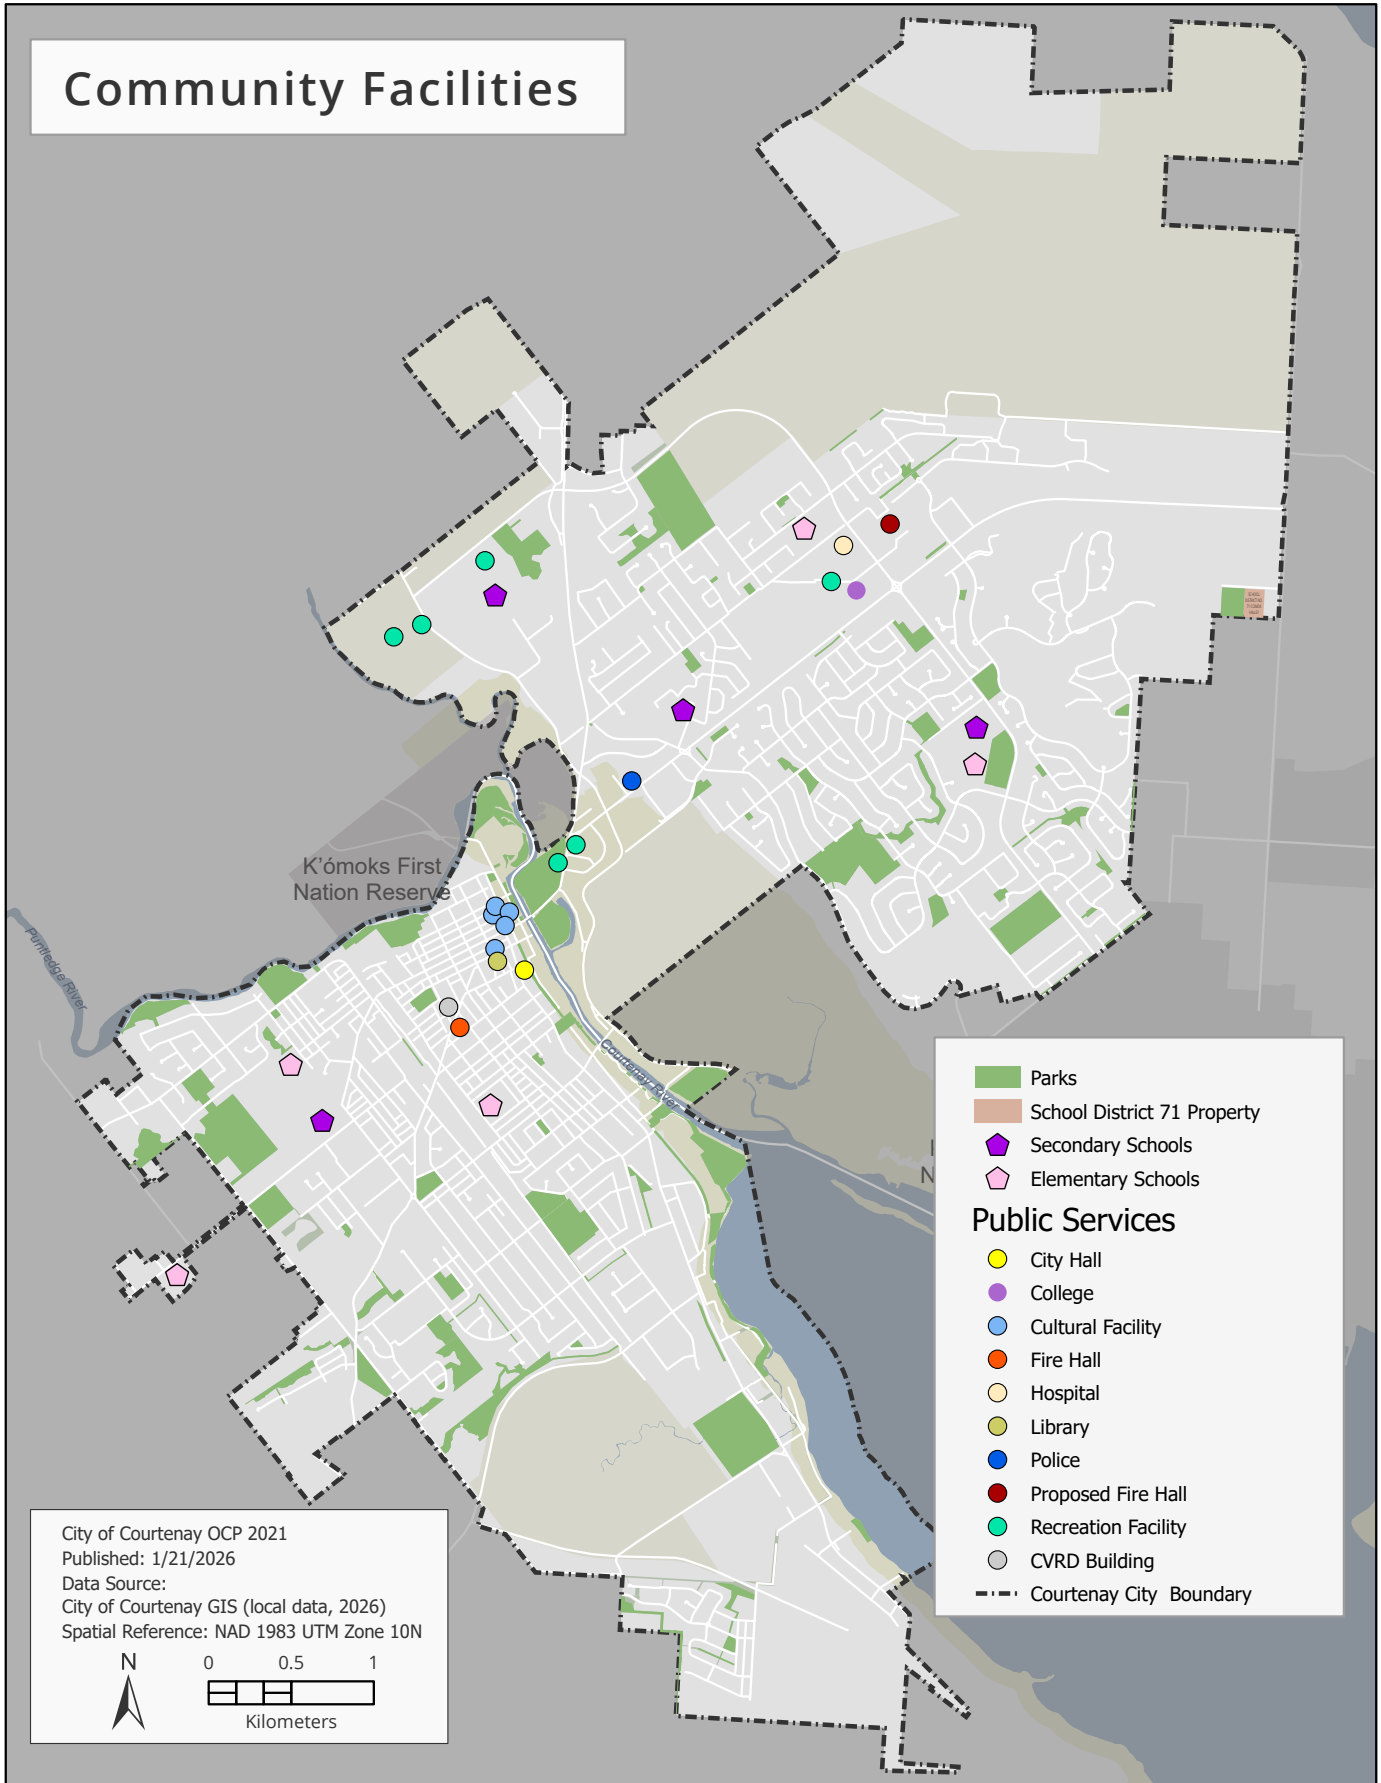 Community Facilities
K’ómoks First
Nation Reserve
Puntledge River
Courtenay River
N
Parks
School District 71 Property
Secondary Schools
Elementary Schools
Public Services
City Hall
College
Cultural Facility
Fire Hall
Hospital
Library
Police
Proposed Fire Hall
Recreation Facility
CVRD Building
Courtenay City Boundary
City of Courtenay OCP 2021
Published: 1/21/2026
Data Source:
City of Courtenay GIS (local data, 2026)
Spatial Reference: NAD 1983 UTM Zone 10N
N
0 0.5 1
Kilometers